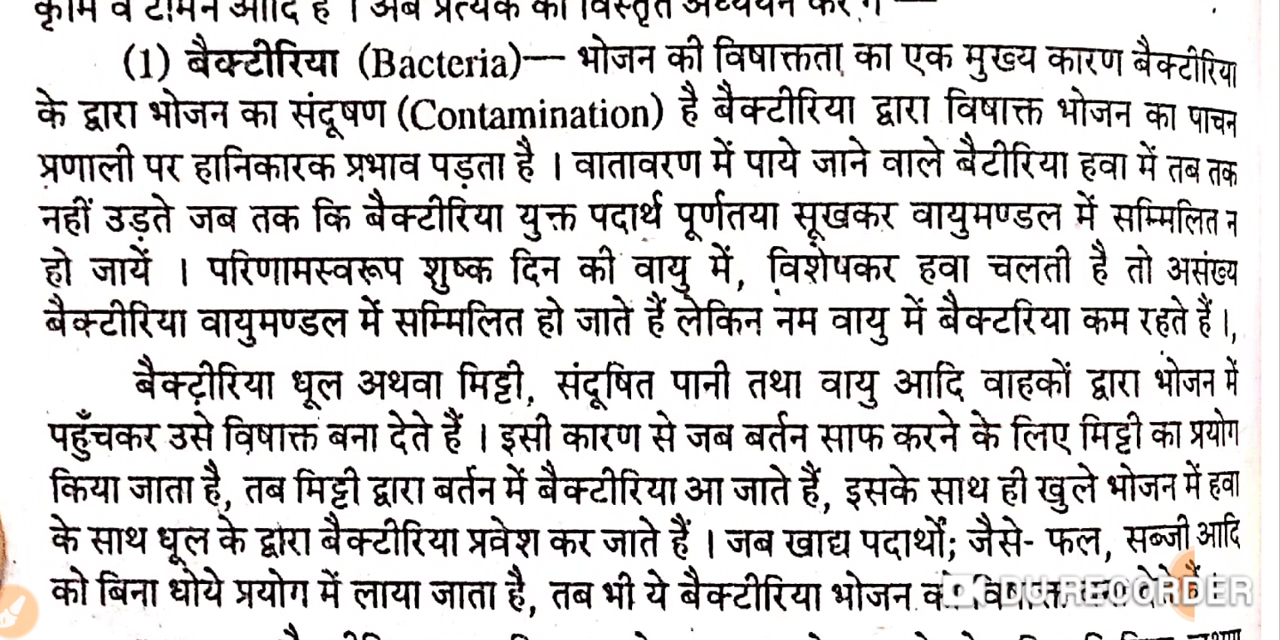 कृमि व टामिन आदि हैं । अब प्रत्येक का विस्तृत अध्ययन करेंगे —
(1) बैक्टीरिया (Bacteria)— भोजन की विषाक्तता का एक मुख्य कारण बैक्टीरिया
के द्वारा भोजन का संदूषण (Contamination) है बैक्टीरिया द्वारा विषाक्त भोजन का पाचन
प्रणाली पर हानिकारक प्रभाव पड़ता है । वातावरण में पाये जाने वाले बैटीरिया हवा में तब तक
नहीं उड़ते जब तक कि बैक्टीरिया युक्त पदार्थ पूर्णतया सूखकर वायुमण्डल में सम्मिलित न
हो जायें । परिणामस्वरूप शुष्क दिन की वायु में, विशेषकर हवा चलती है तो असंख्य
बैक्टीरिया वायुमण्डल में सम्मिलित हो जाते हैं लेकिन नम वायु में बैक्टरिया कम रहते हैं ।,
बैक्टीरिया धूल अथवा मिट्टी, संदूषित पानी तथा वायु आदि वाहकों द्वारा भोजन में
पहुँचकर उसे विषाक्त बना देते हैं । इसी कारण से जब बर्तन साफ करने के लिए मिट्टी का प्रयोग
किया जाता है, तब मिट्टी द्वारा बर्तन में बैक्टीरिया आ जाते हैं, इसके साथ ही खुले भोजन में हवा
के साथ धूल के द्वारा बैक्टीरिया प्रवेश कर जाते हैं । जब खाद्य पदार्थों; जैसे- फल, सब्जी आदि
को बिना धोये प्रयोग में लाया जाता है, तब भी ये बैक्टीरिया भोजन को
DU RECORDER